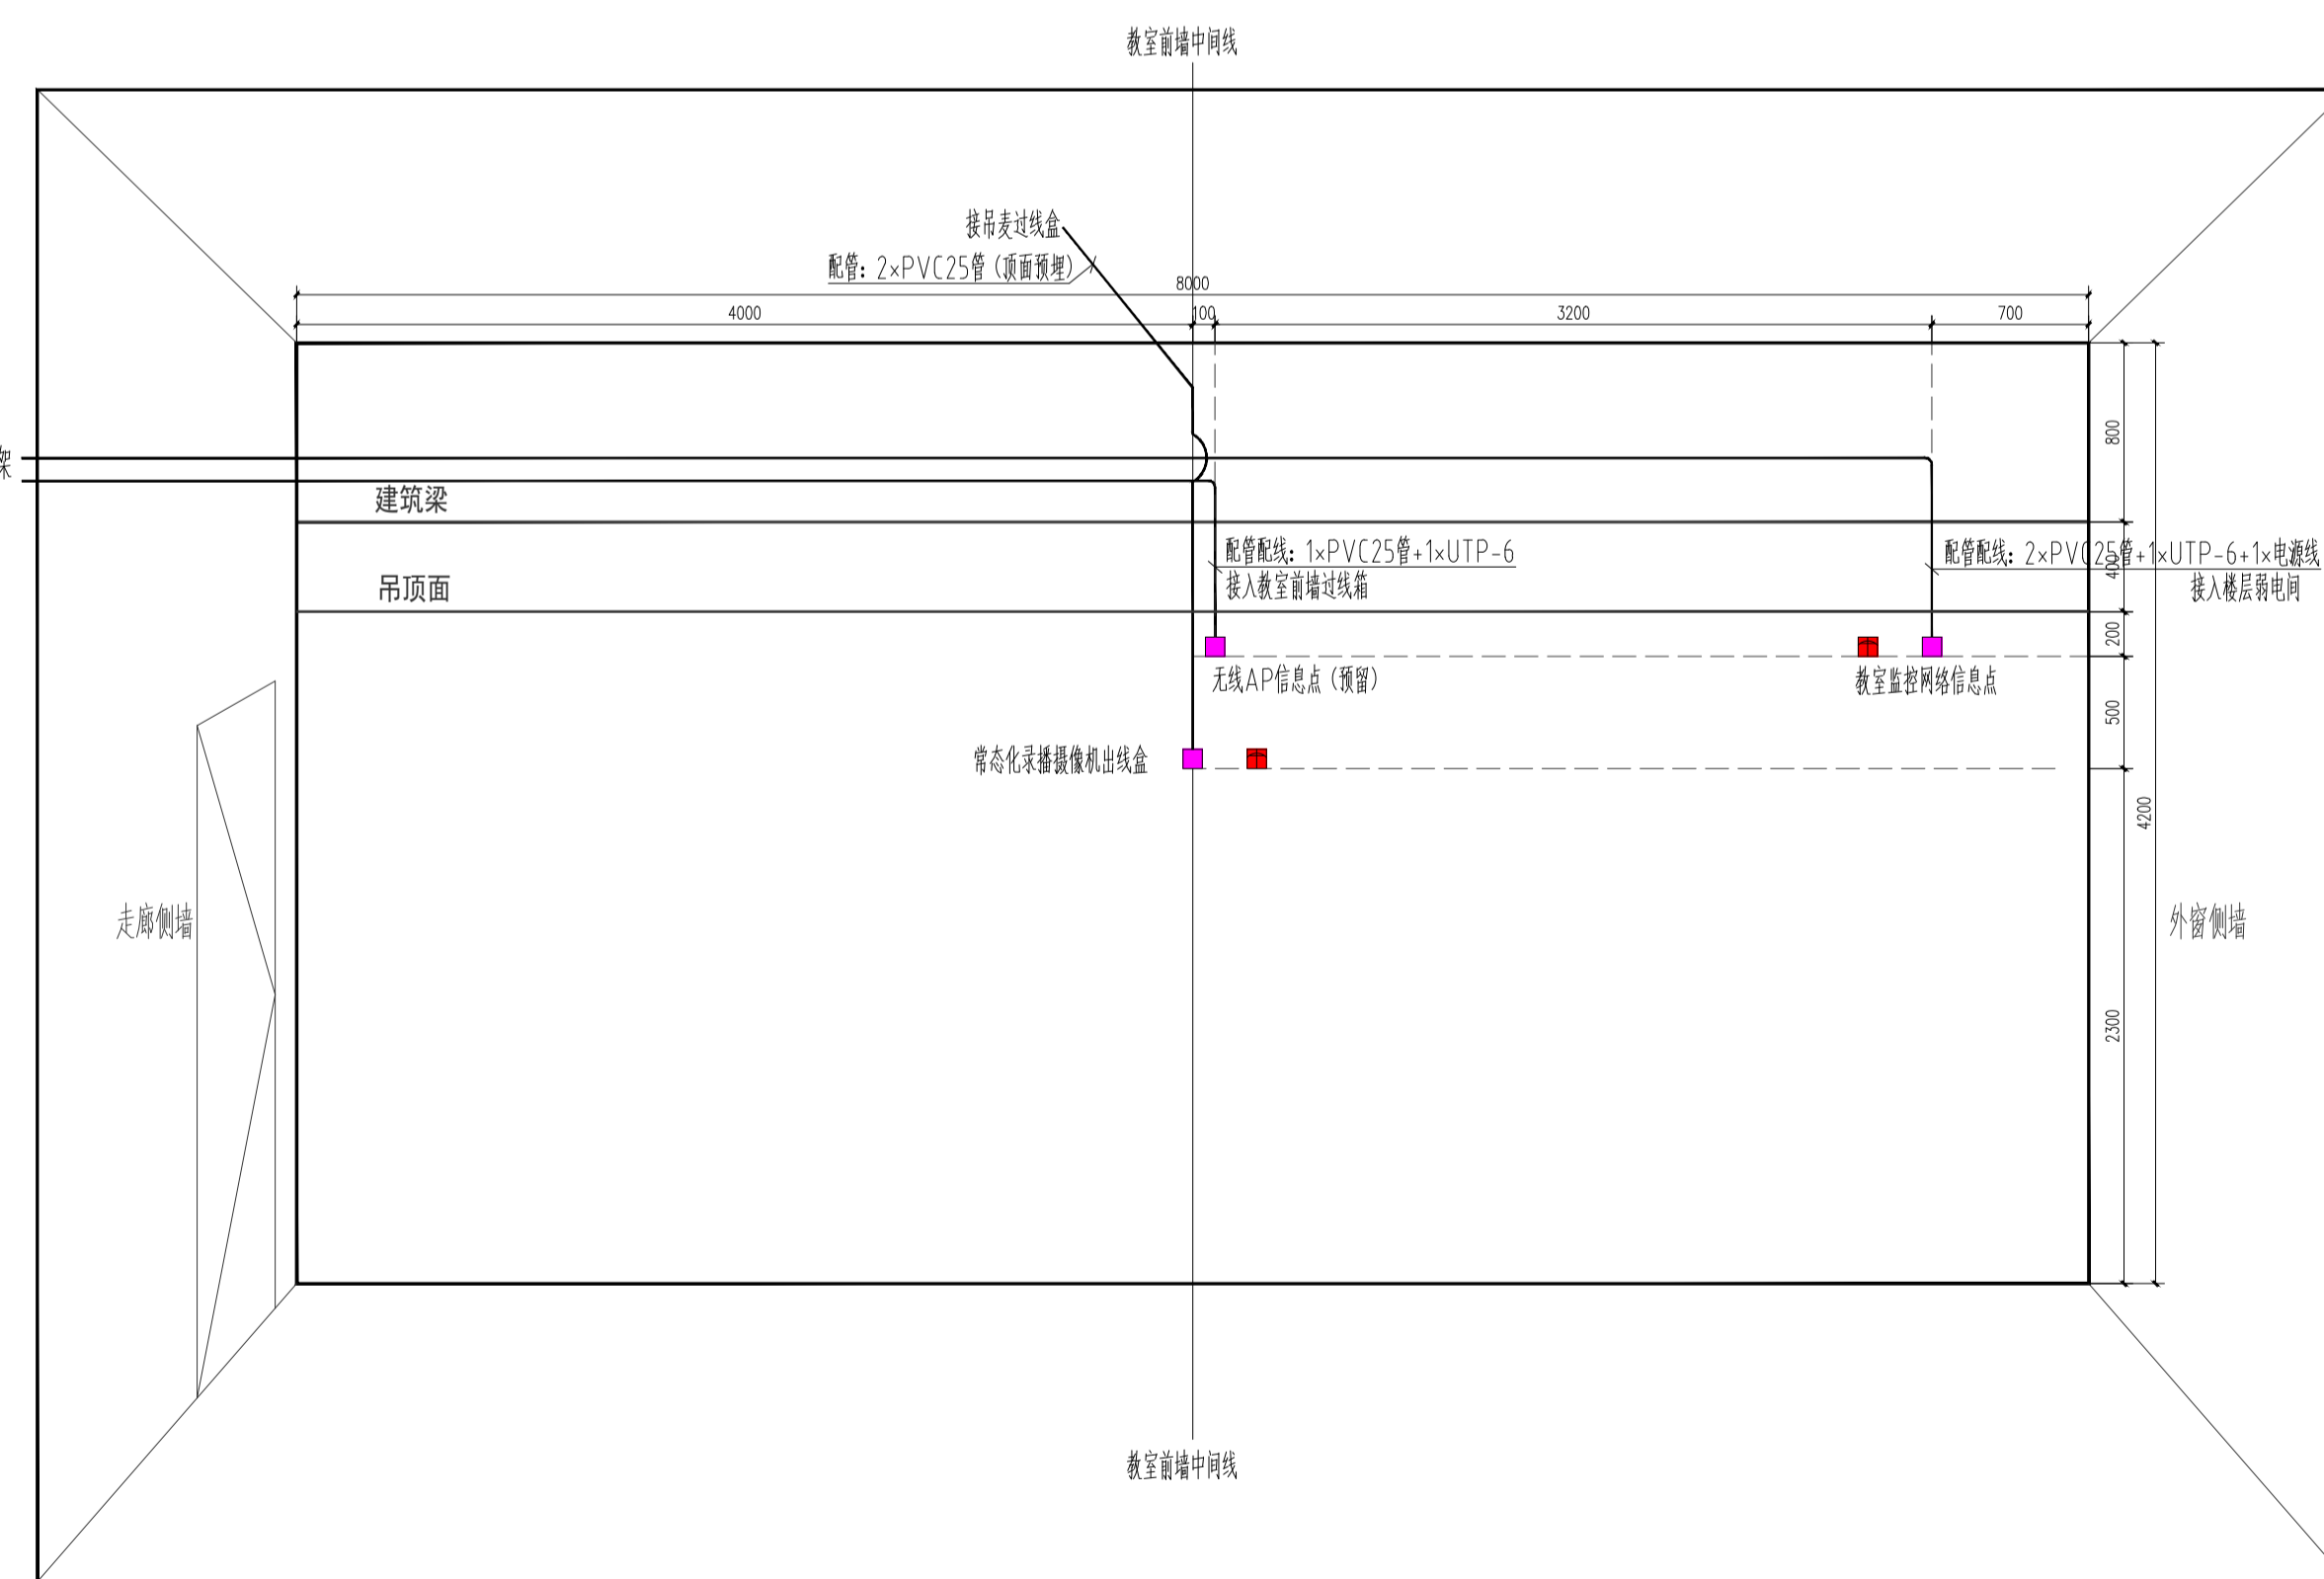 教室前墙中间线
接吊麦过线盒
配管：2×PVC25管（顶面预埋）
8000
4000
100
3200
700
800
架
建筑梁
配管配线：1×PVC25管+1×UTP-6
接入教室前墙过线箱
配管配线：2×PVC25管+1×UTP-6+1×电源线
接入楼层弱电间
400
吊顶面
200
无线AP信息点（预留）
教室监控网络信息点
500
常态化录播摄像机出线盒
4200
走廊侧墙
外窗侧墙
2300
教室前墙中间线